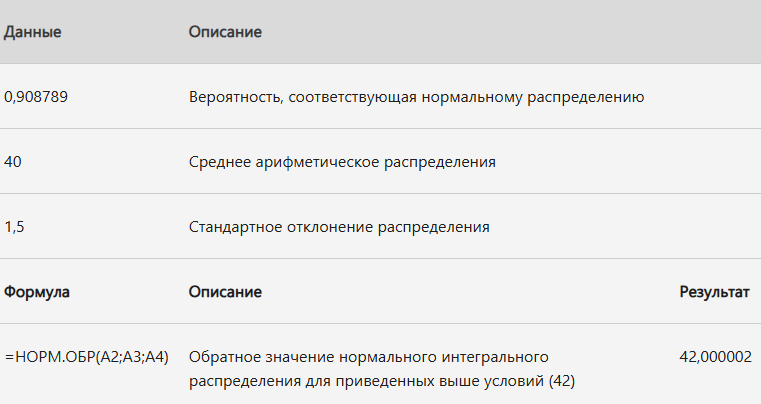 Данные Описание
0,908789 Вероятность, соответствующая нормальному распределению
40 Среднее арифметическое распределения
1,5 Стандартное отклонение распределения
Формула Описание Результат
=НОРМ.ОБР(A2;A3;A4) Обратное значение нормального интегрального 42,000002
распределения для приведенных выше условий (42)